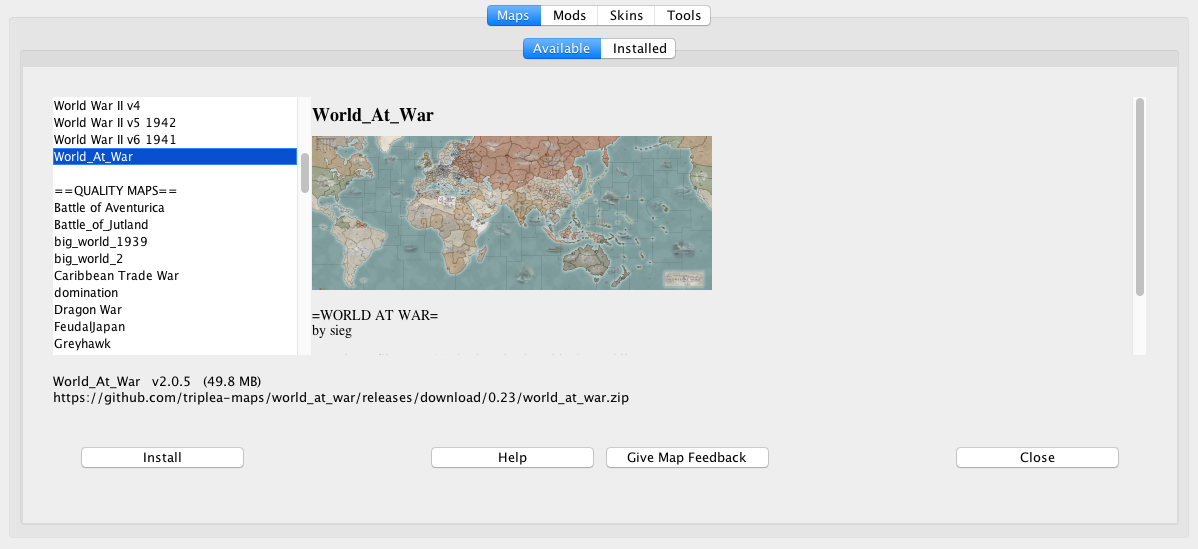 Maps Mods Skins Tools
Available Installed
World War II v4
World War II v5 1942
World War II v6 1941
World_At_War
==QUALITY MAPS==
Battle of Aventurica
Battle_of_Jutland
big_world_1939
big_world_2
Caribbean Trade War
domination
Dragon War
FeudalJapan
Greyhawk
World_At_War
=WORLD AT WAR=
by sieg
World_At_War v2.0.5 (49.8 MB)
https://github.com/triplea-maps/world_at_war/releases/download/0.23/world_at_war.zip
Install Help Give Map Feedback Close